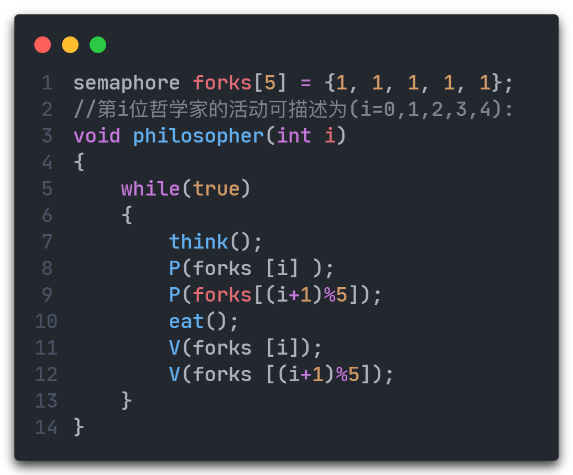 1 semaphore forks[5] = {1, 1, 1, 1, 1};
2 //第i位哲学家的活动可描述为(i=0,1,2,3,4):
3 void philosopher(int i)
4 {
5     while(true)
6     {
7         think();
8         P(forks [i] );
9         P(forks[(i+1)%5]);
10         eat();
11         V(forks [i]);
12         V(forks [(i+1)%5]);
13     }
14 }